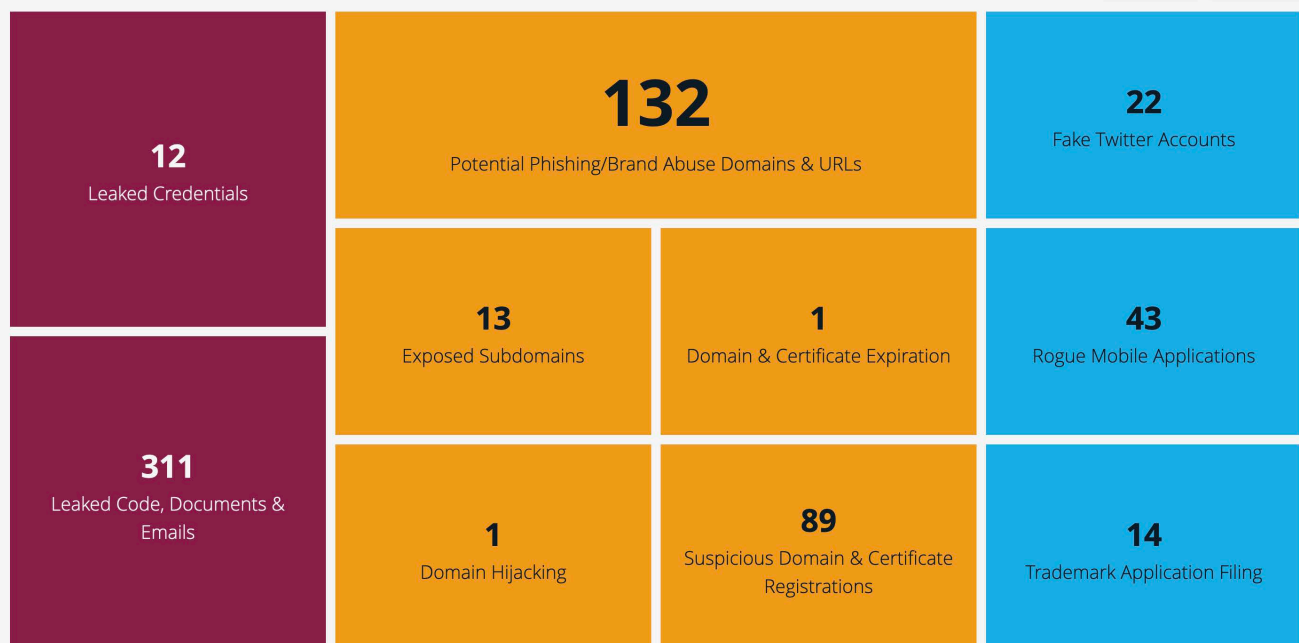 12
Leaked Credentials
311
Leaked Code, Documents &
Emails
132
Potential Phishing/Brand Abuse Domains & URLs
13
Exposed Subdomains
1
Domain & Certificate Expiration
1
Domain Hijacking
89
Suspicious Domain & Certificate
Registrations
22
Fake Twitter Accounts
43
Rogue Mobile Applications
14
Trademark Application Filing